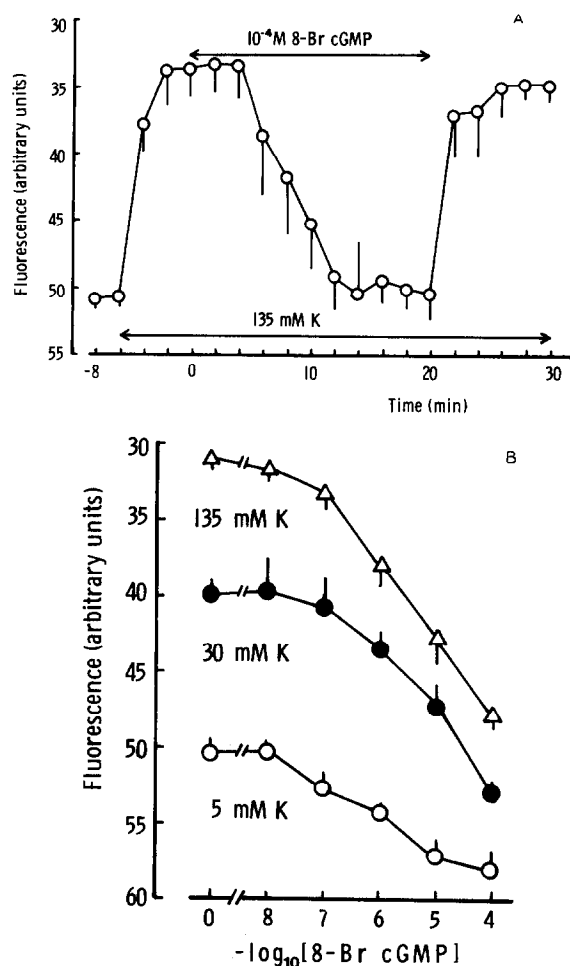 A
10⁻⁴M 8-Br cGMP
Fluorescence (arbitrary units)
30
35
40
45
50
55
135 mM K
-8 0 10 20 30
Time (min)
B
Fluorescence (arbitrary units)
30
35
40
45
50
55
60
135 mM K
30 mM K
5 mM K
0 8 7 6 5 4
-log₁₀[8-Br cGMP]